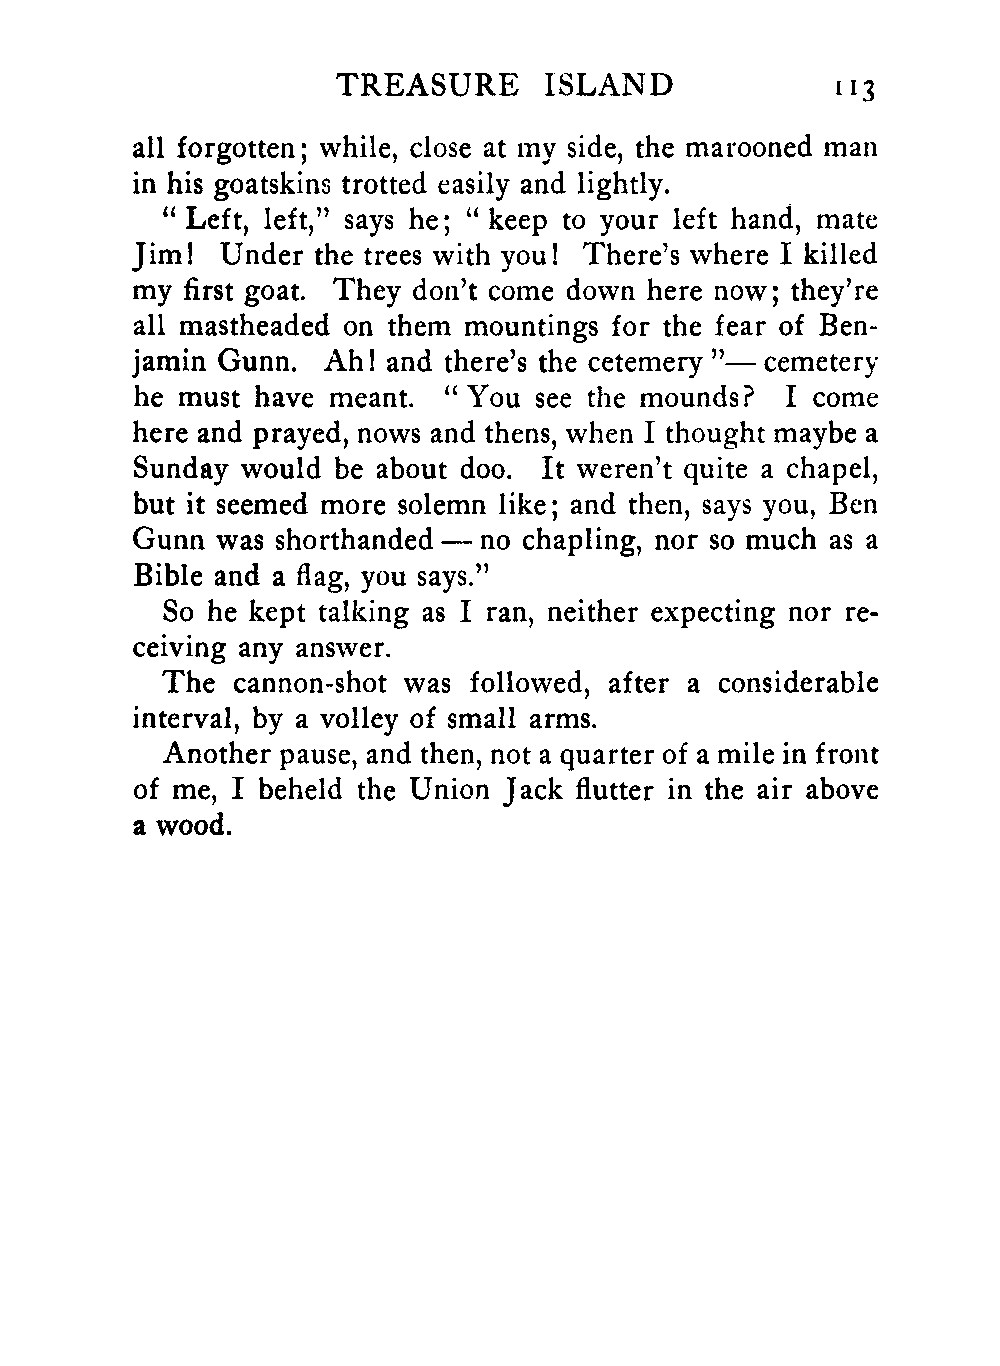 TREASURE ISLAND 113
all forgotten; while, close at my side, the marooned man
in his goatskins trotted easily and lightly.
“Left, left,” says he; “keep to your left hand, mate
Jim! Under the trees with you! There’s where I killed
my first goat. They don’t come down here now; they’re
all mastheaded on them mountings for the fear of Ben-
jamin Gunn. Ah! and there’s the cetemery”—cemetery
he must have meant. “You see the mounds? I come
here and prayed, nows and thens, when I thought maybe a
Sunday would be about doo. It weren’t quite a chapel,
but it seemed more solemn like; and then, says you, Ben
Gunn was shorthanded—no chapling, nor so much as a
Bible and a flag, you says.”
So he kept talking as I ran, neither expecting nor re-
ceiving any answer.
The cannon-shot was followed, after a considerable
interval, by a volley of small arms.
Another pause, and then, not a quarter of a mile in front
of me, I beheld the Union Jack flutter in the air above
a wood.